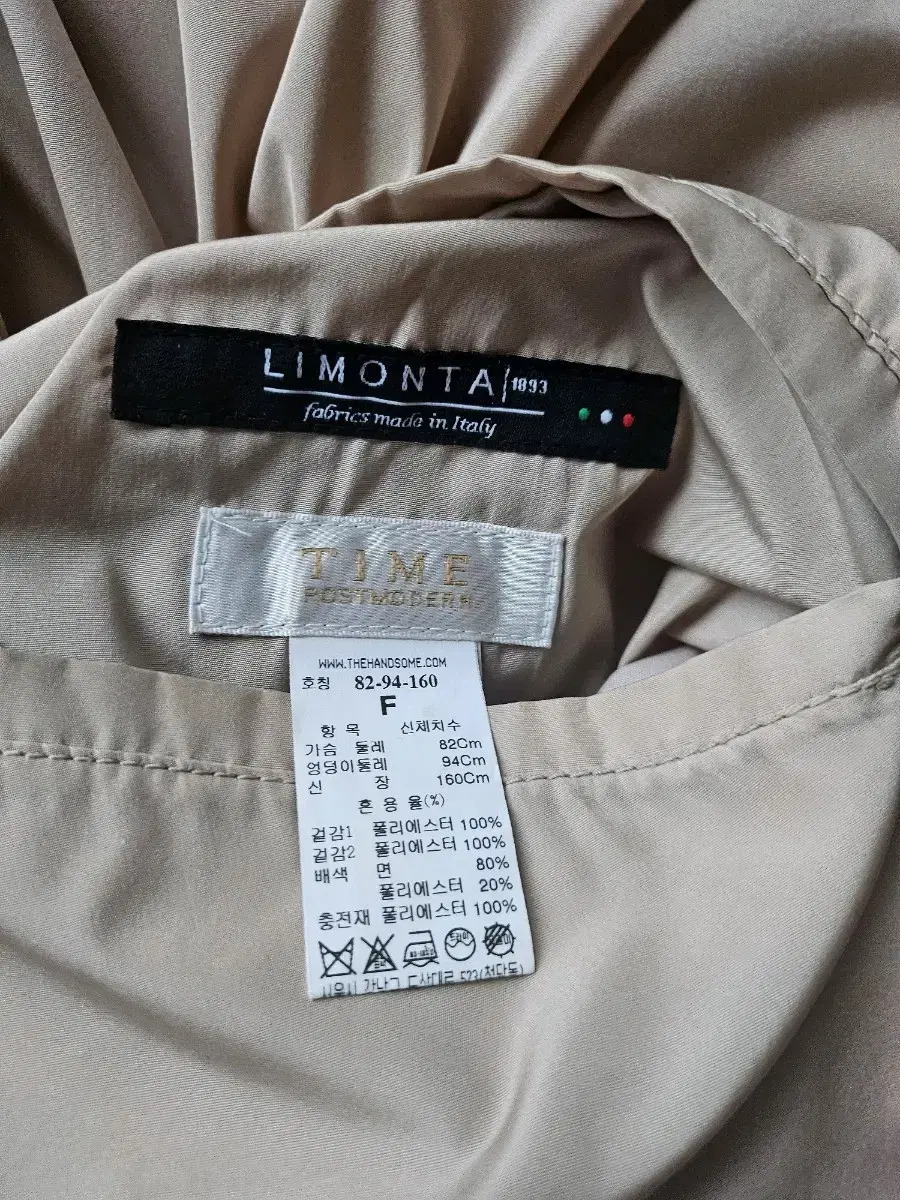 LIMONTA 1893
fabrics made in Italy
TIME
POSTMODERN
WWW.THEHANDSOME.COM
호칭 82-94-160
F
항 목 신체치수
가슴 둘레 82Cm
엉덩이둘레 94Cm
신 장 160Cm
혼 용 율(%)
겉감1 폴리에스터 100%
겉감2 폴리에스터 100%
배색 면 80%
폴리에스터 20%
충전재 폴리에스터 100%
드라이